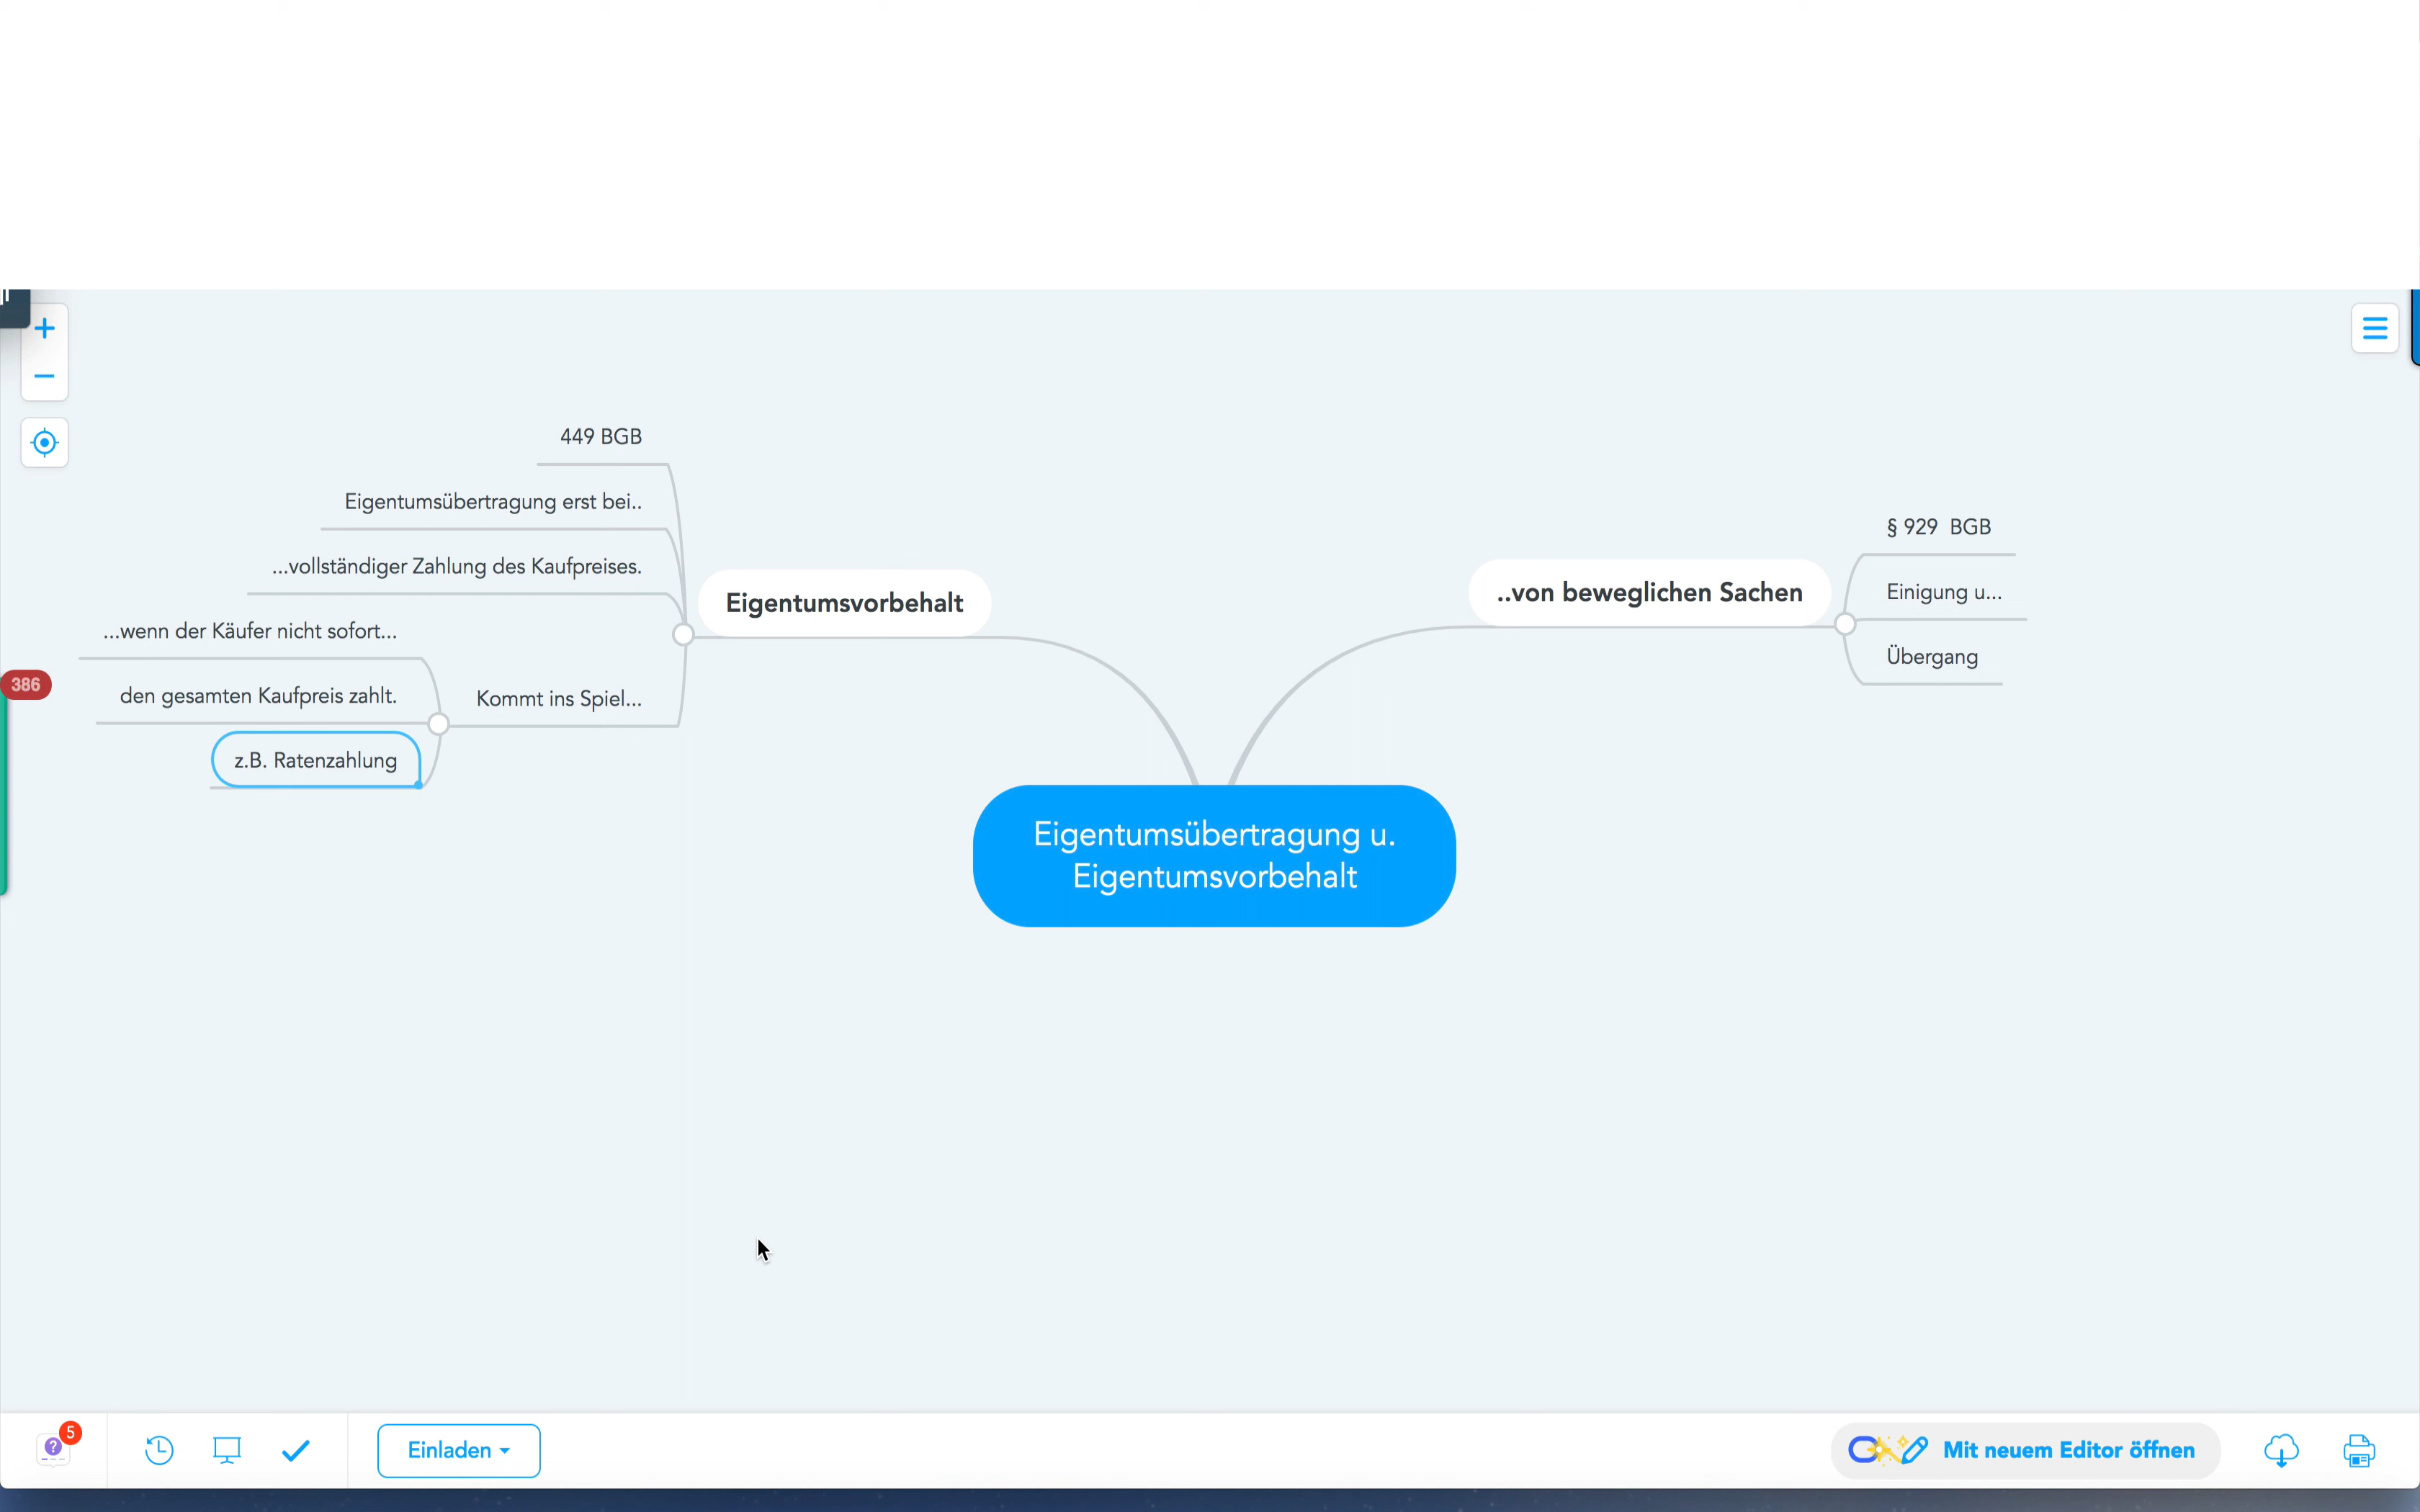 449 BGB
Eigentumsübertragung erst bei..
...vollständiger Zahlung des Kaufpreises.
Eigentumsvorbehalt
...wenn der Käufer nicht sofort...
den gesamten Kaufpreis zahlt.
z.B. Ratenzahlung
Kommt ins Spiel...
..von beweglichen Sachen
§ 929 BGB
Einigung u...
Übergang
386
Eigentumsübertragung u.
Eigentumsvorbehalt
5
Einladen
Mit neuem Editor öffnen